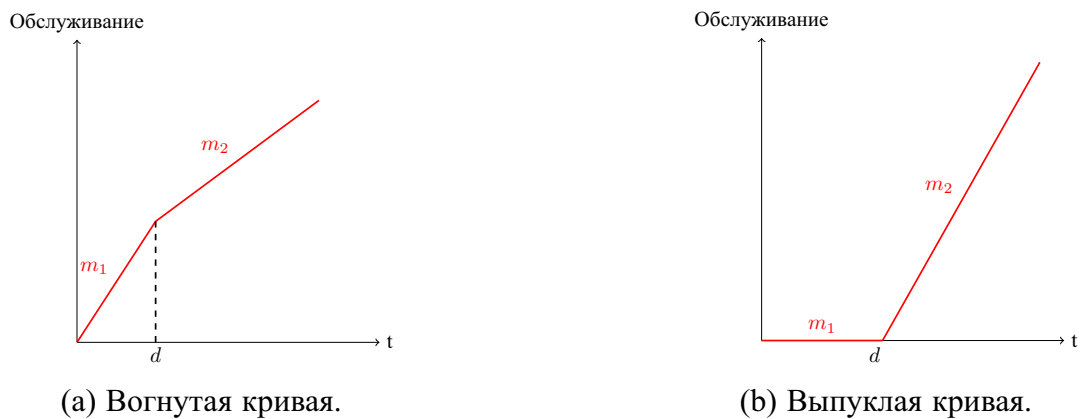 Обслуживание
m₂
m₁
d
t
(a) Вогнутая кривая.
Обслуживание
m₂
m₁
d
t
(b) Выпуклая кривая.